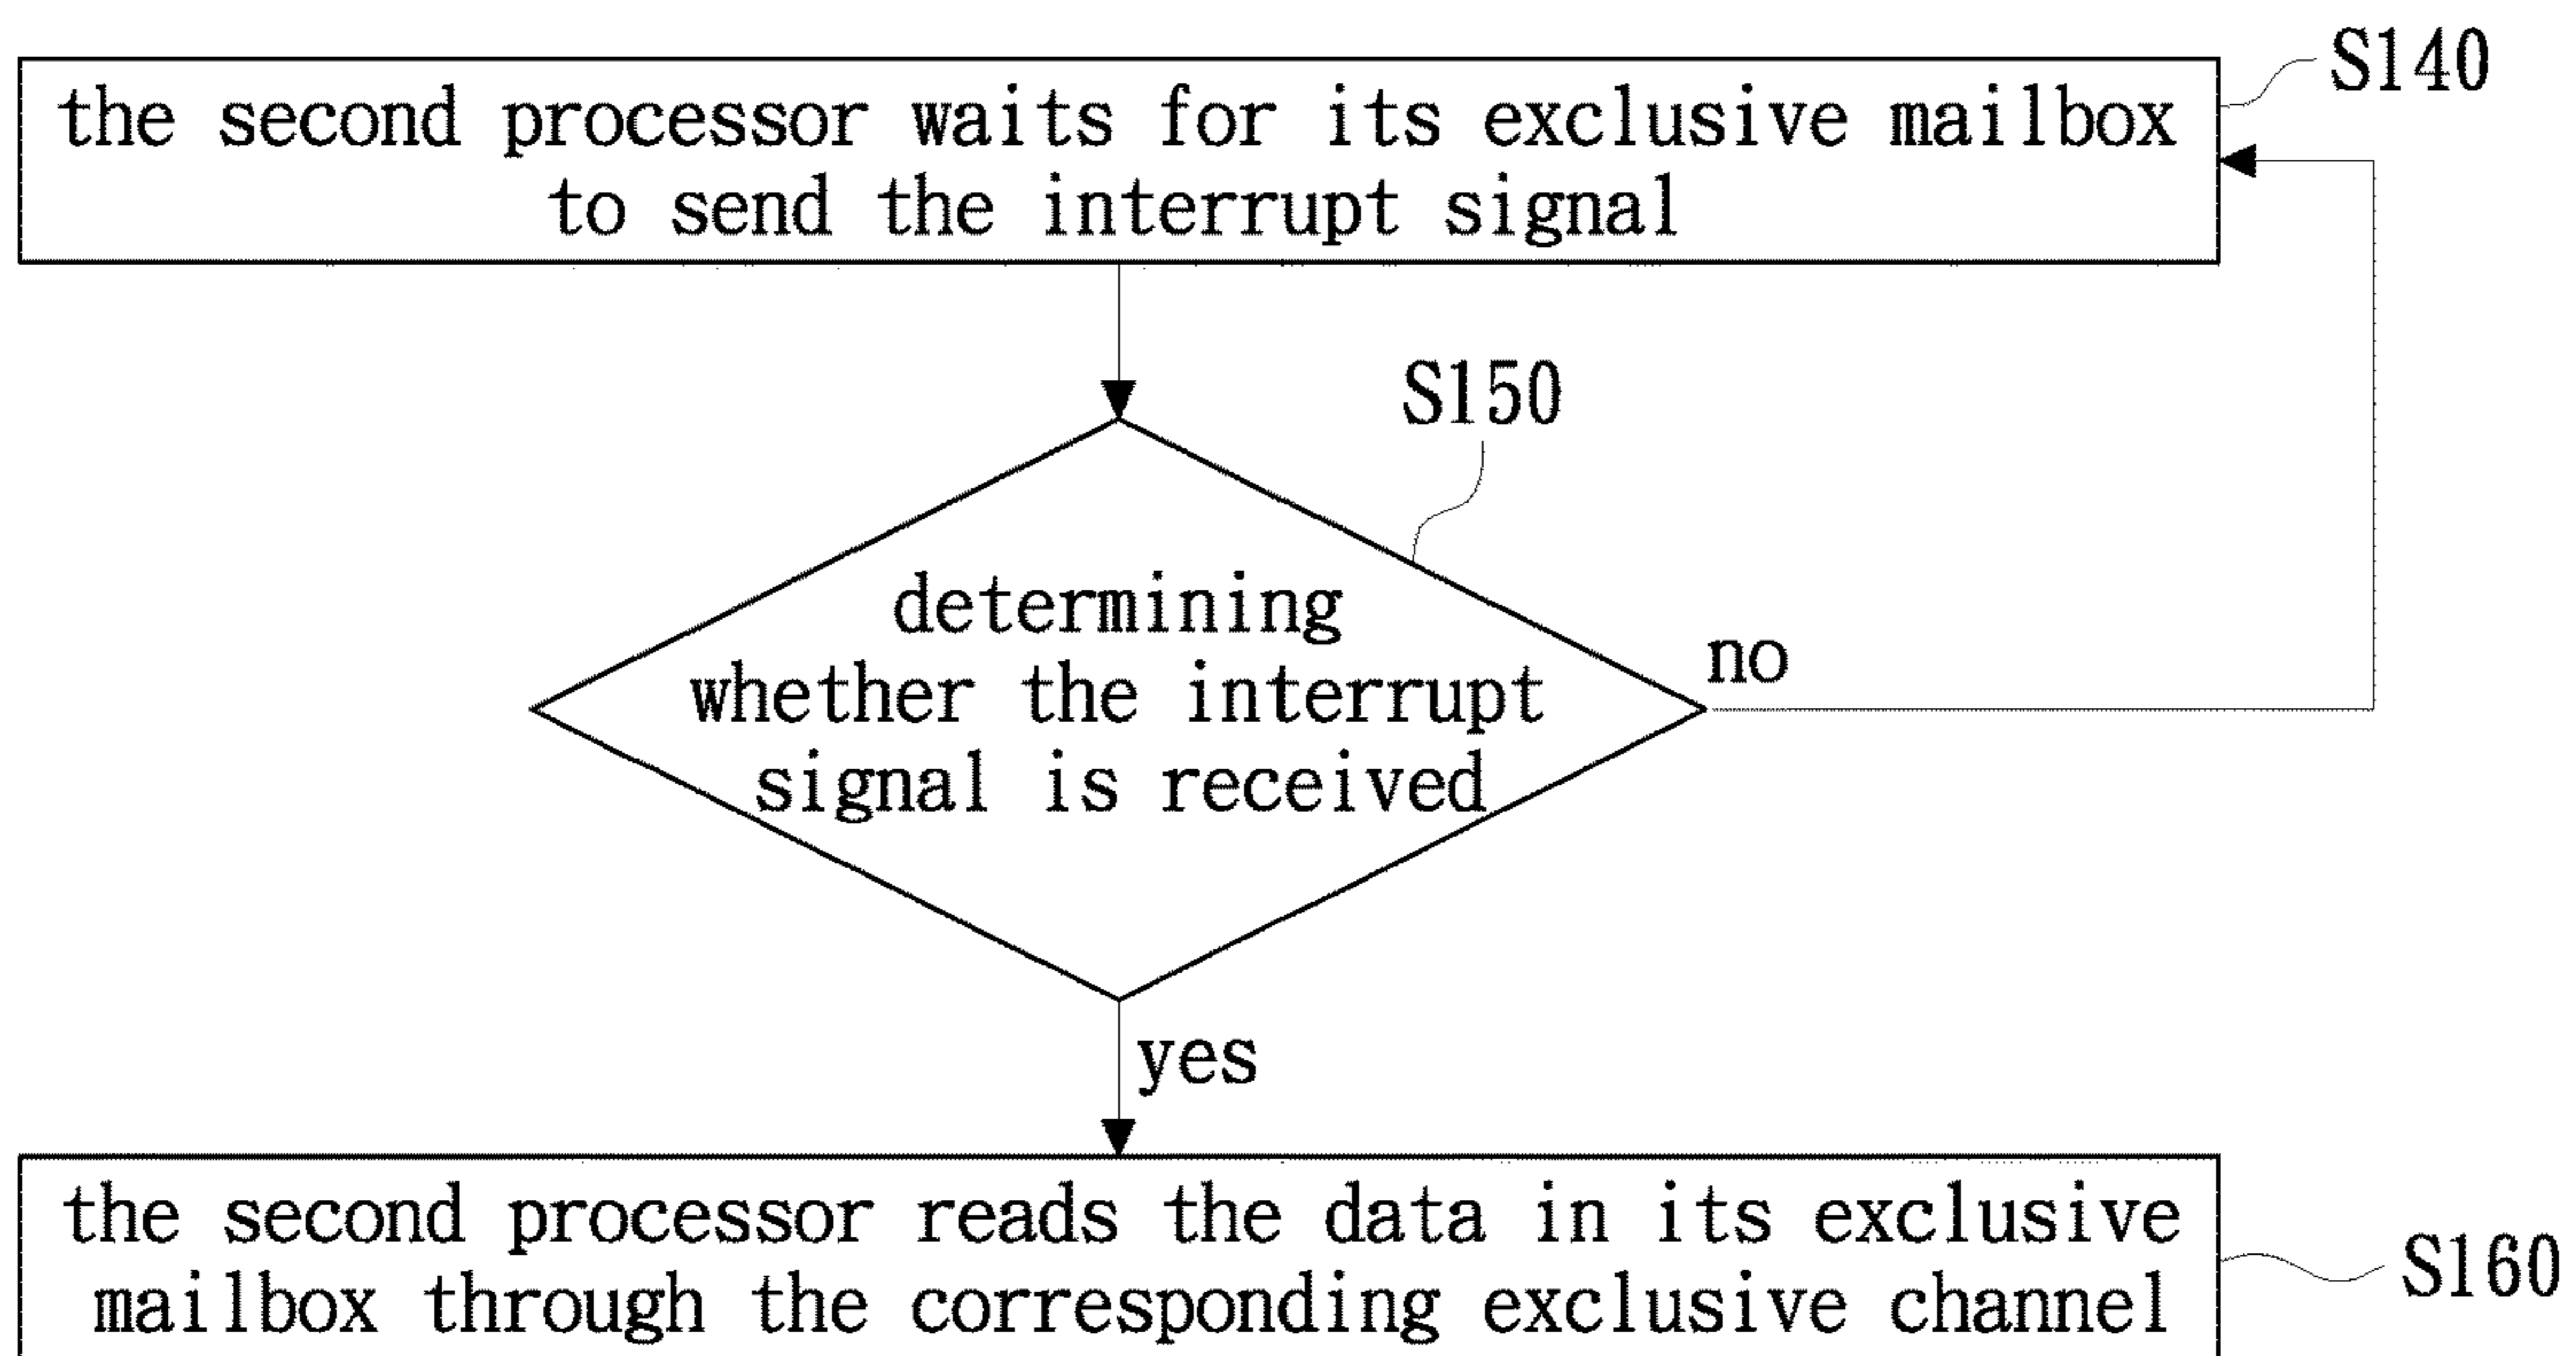 S140
the second processor waits for its exclusive mailbox
to send the interrupt signal
S150
determining
whether the interrupt
signal is received
no
yes
the second processor reads the data in its exclusive
mailbox through the corresponding exclusive channel
S160